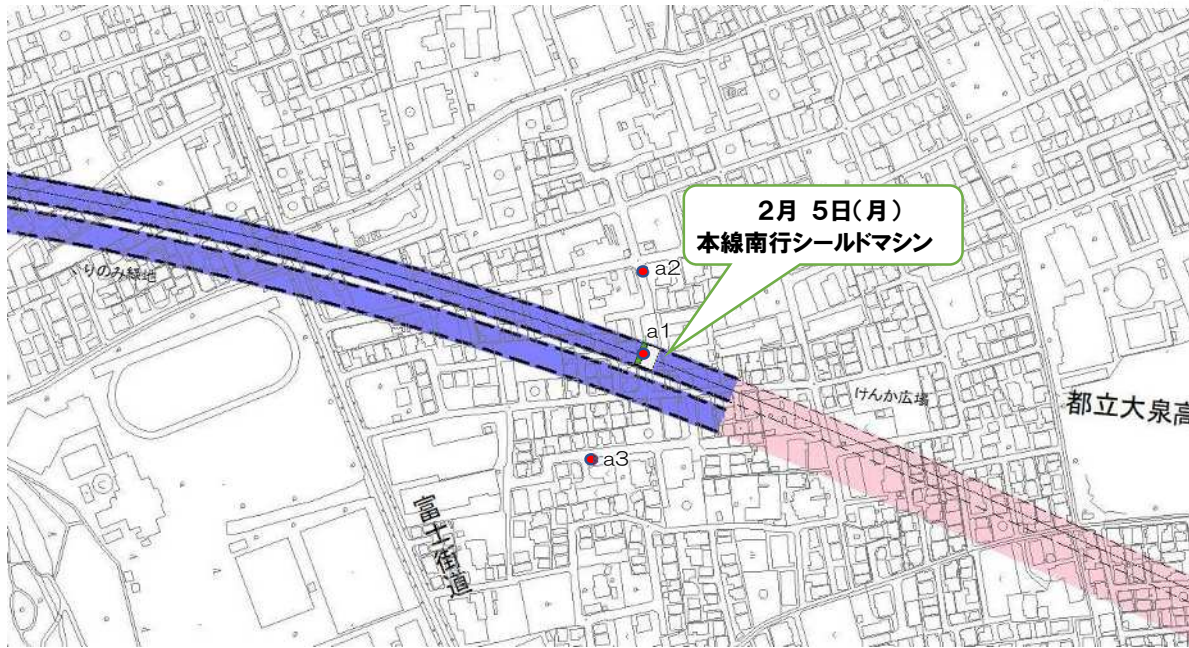 2月 5日(月)
本線南行シールドマシン
a2
くりのみ緑地
a1
けんか広場
都立大泉高
a3
富士街道